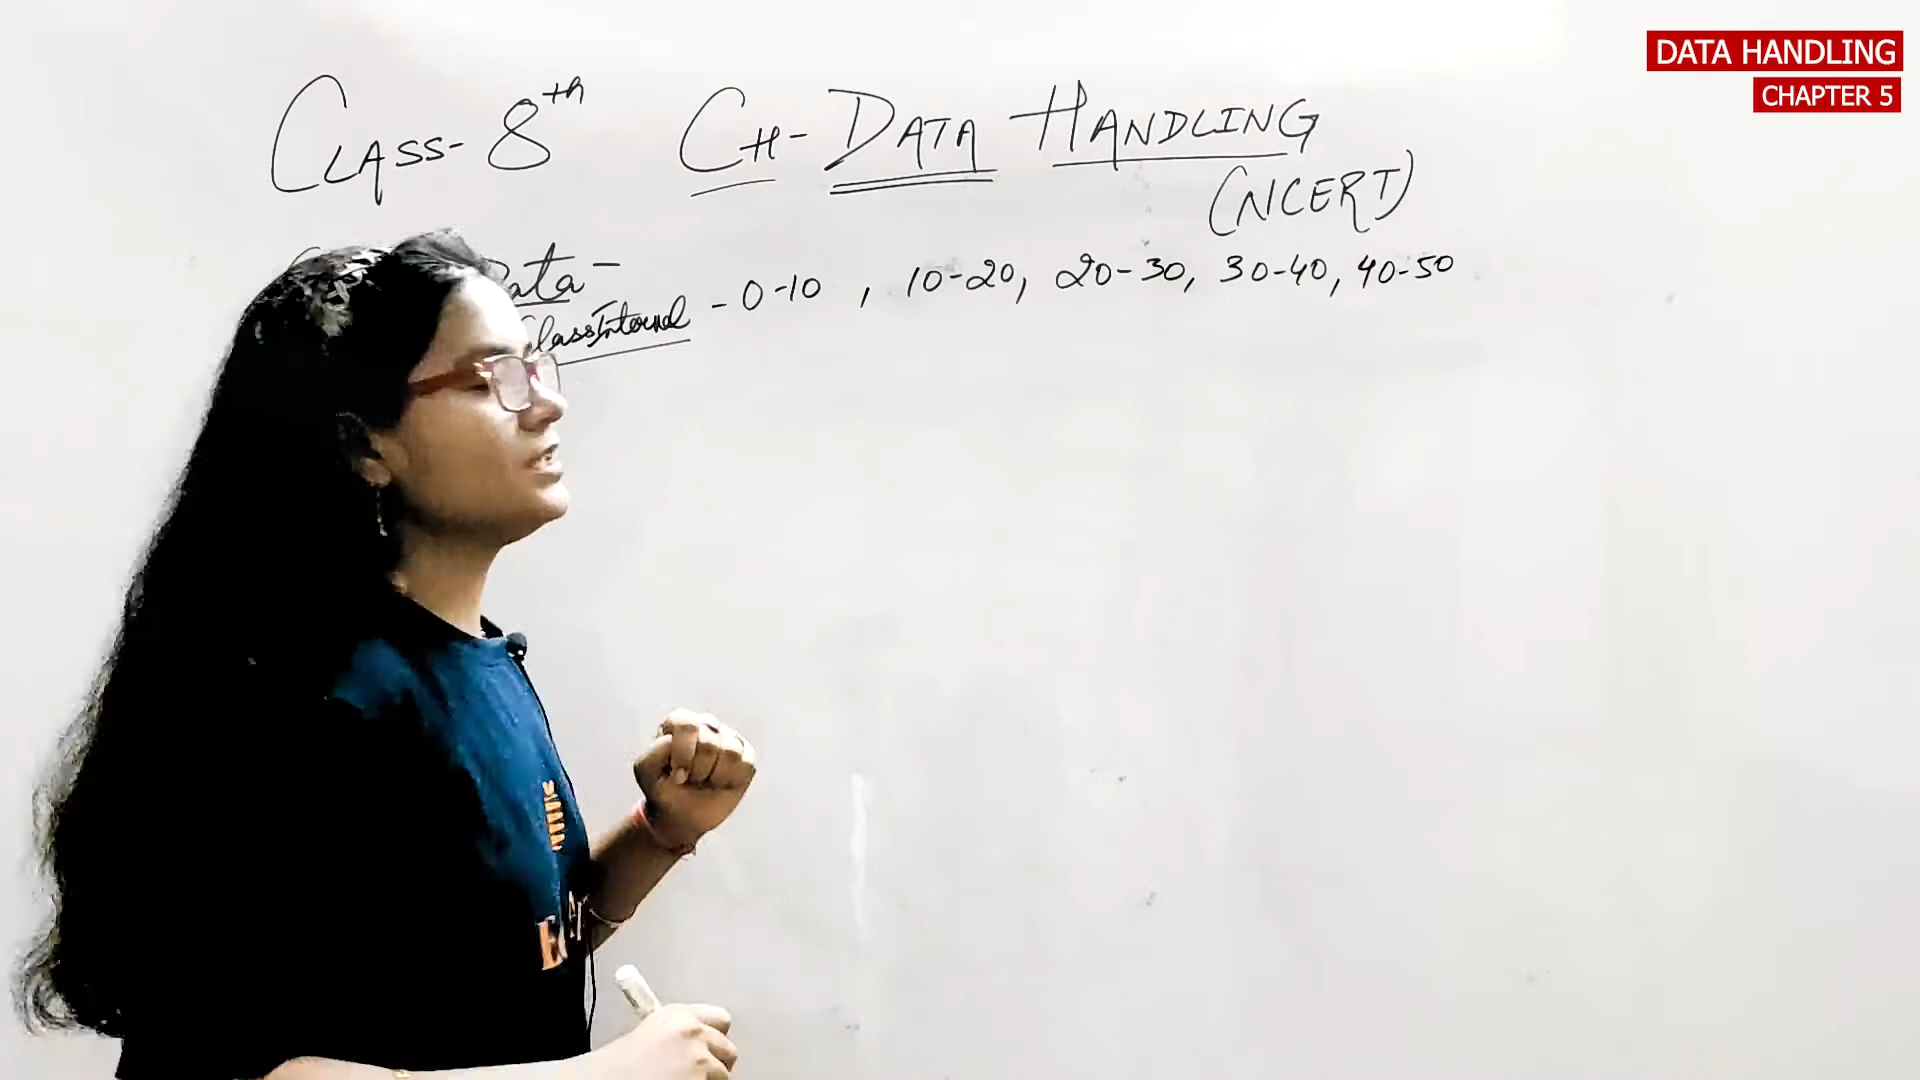 DATA HANDLING
CHAPTER 5
CLASS-8th CH-DATA HANDLING
(NCERT)
Data-
Class Interval - 0-10 , 10-20, 20-30, 30-40, 40-50